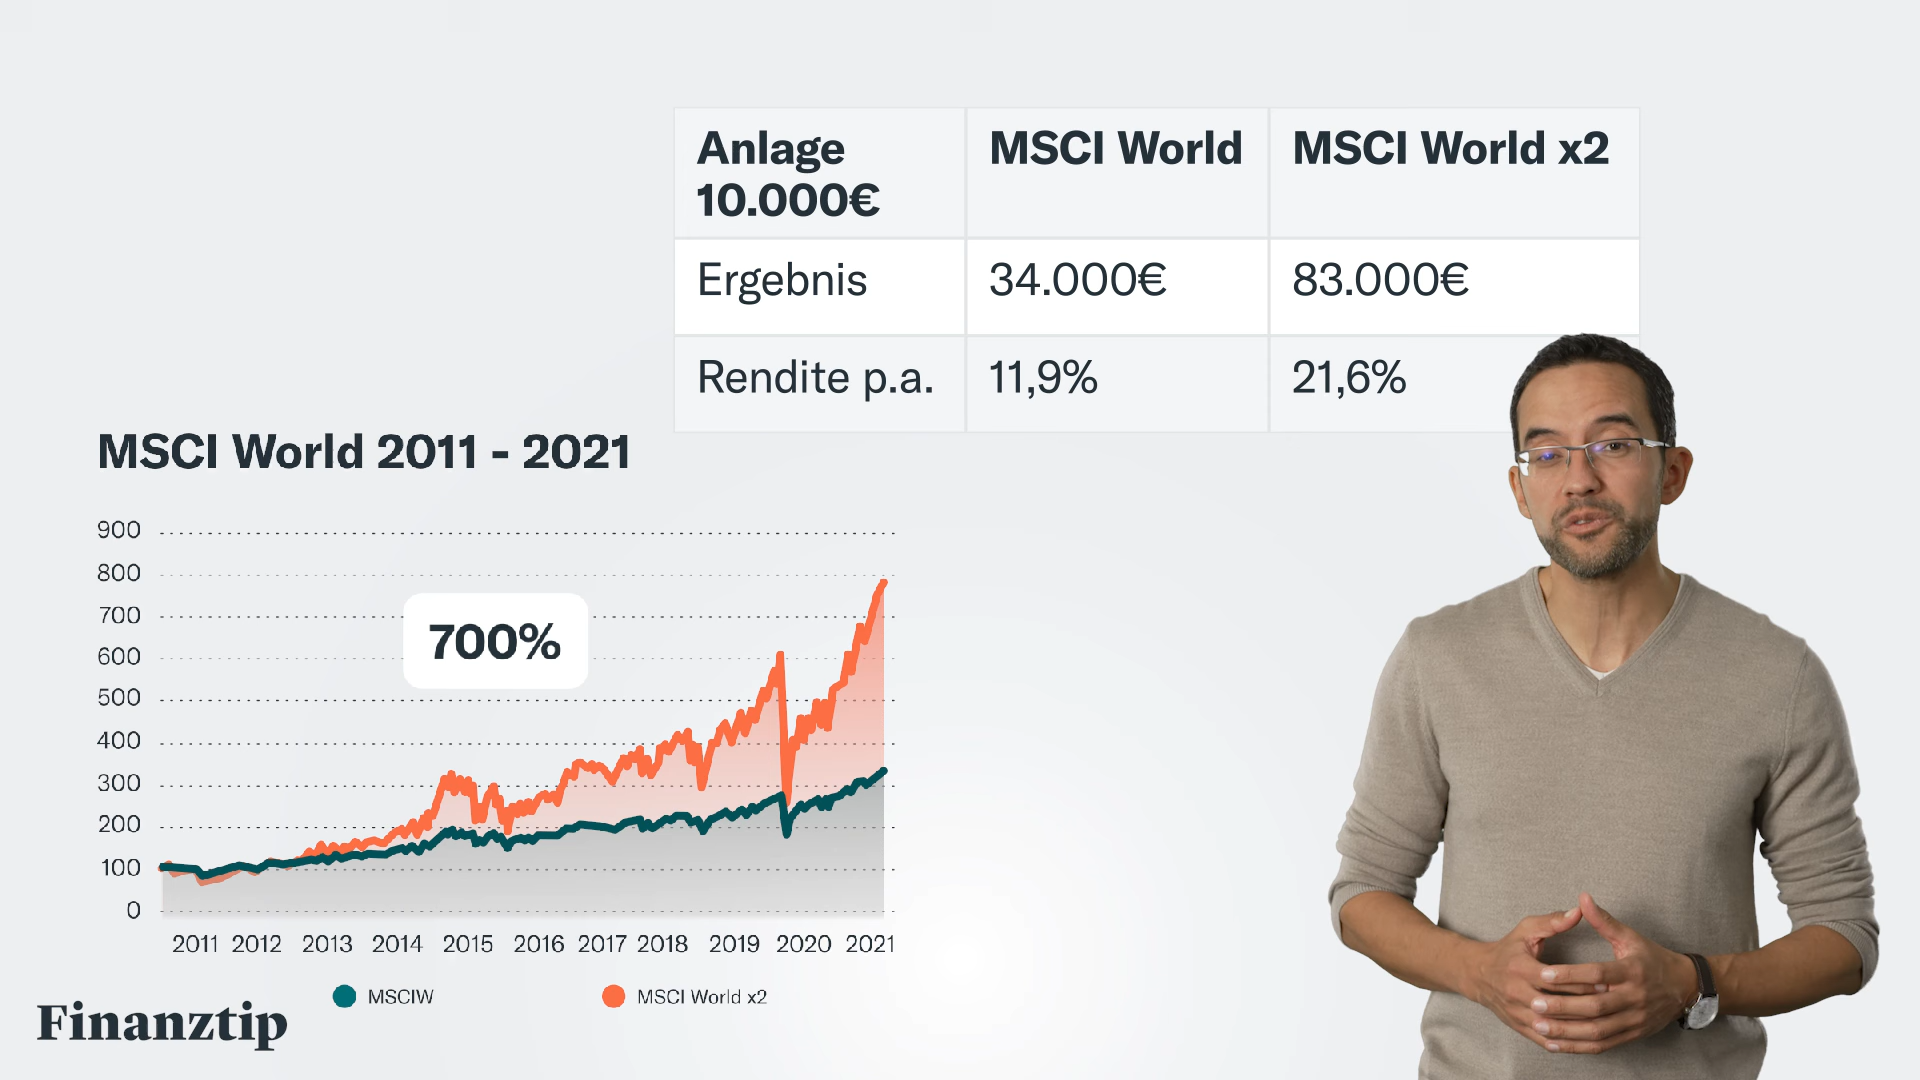 Anlage
10.000€
MSCI World
MSCI World x2
Ergebnis
34.000€
83.000€
Rendite p.a.
11,9%
21,6%
MSCI World 2011 - 2021
900
800
700
600
500
400
300
200
100
0
700%
2011 2012 2013 2014 2015 2016 2017 2018 2019 2020 2021
MSCIW
MSCI World x2
Finanztip